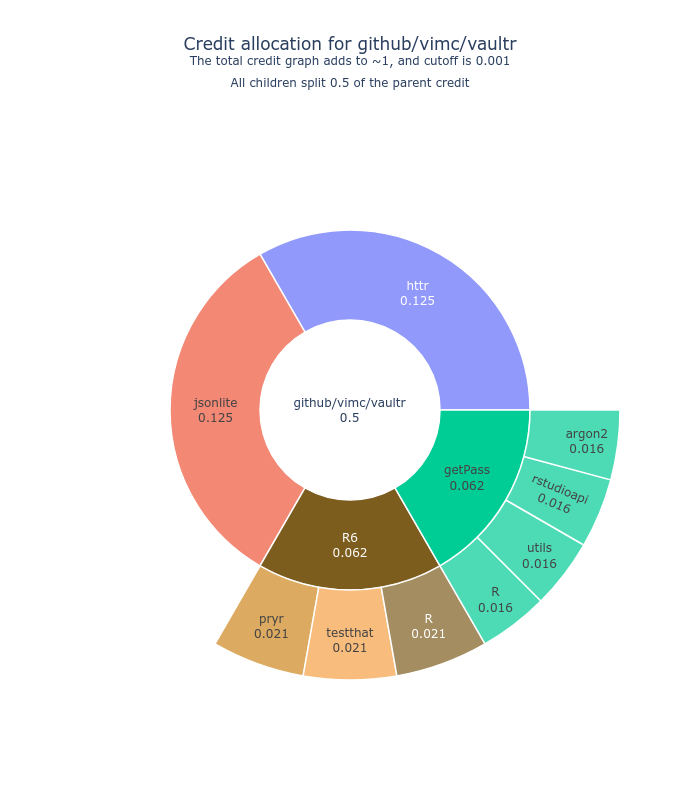 Credit allocation for github/vimc/vaultr
The total credit graph adds to ~1, and cutoff is 0.001
All children split 0.5 of the parent credit
httr
0.125
jsonlite
0.125
github/vimc/vaultr
0.5
argon2
0.016
getPass
0.062
rstudioapi
0.016
R6
0.062
utils
0.016
R
0.016
pryr
0.021
testthat
0.021
R
0.021